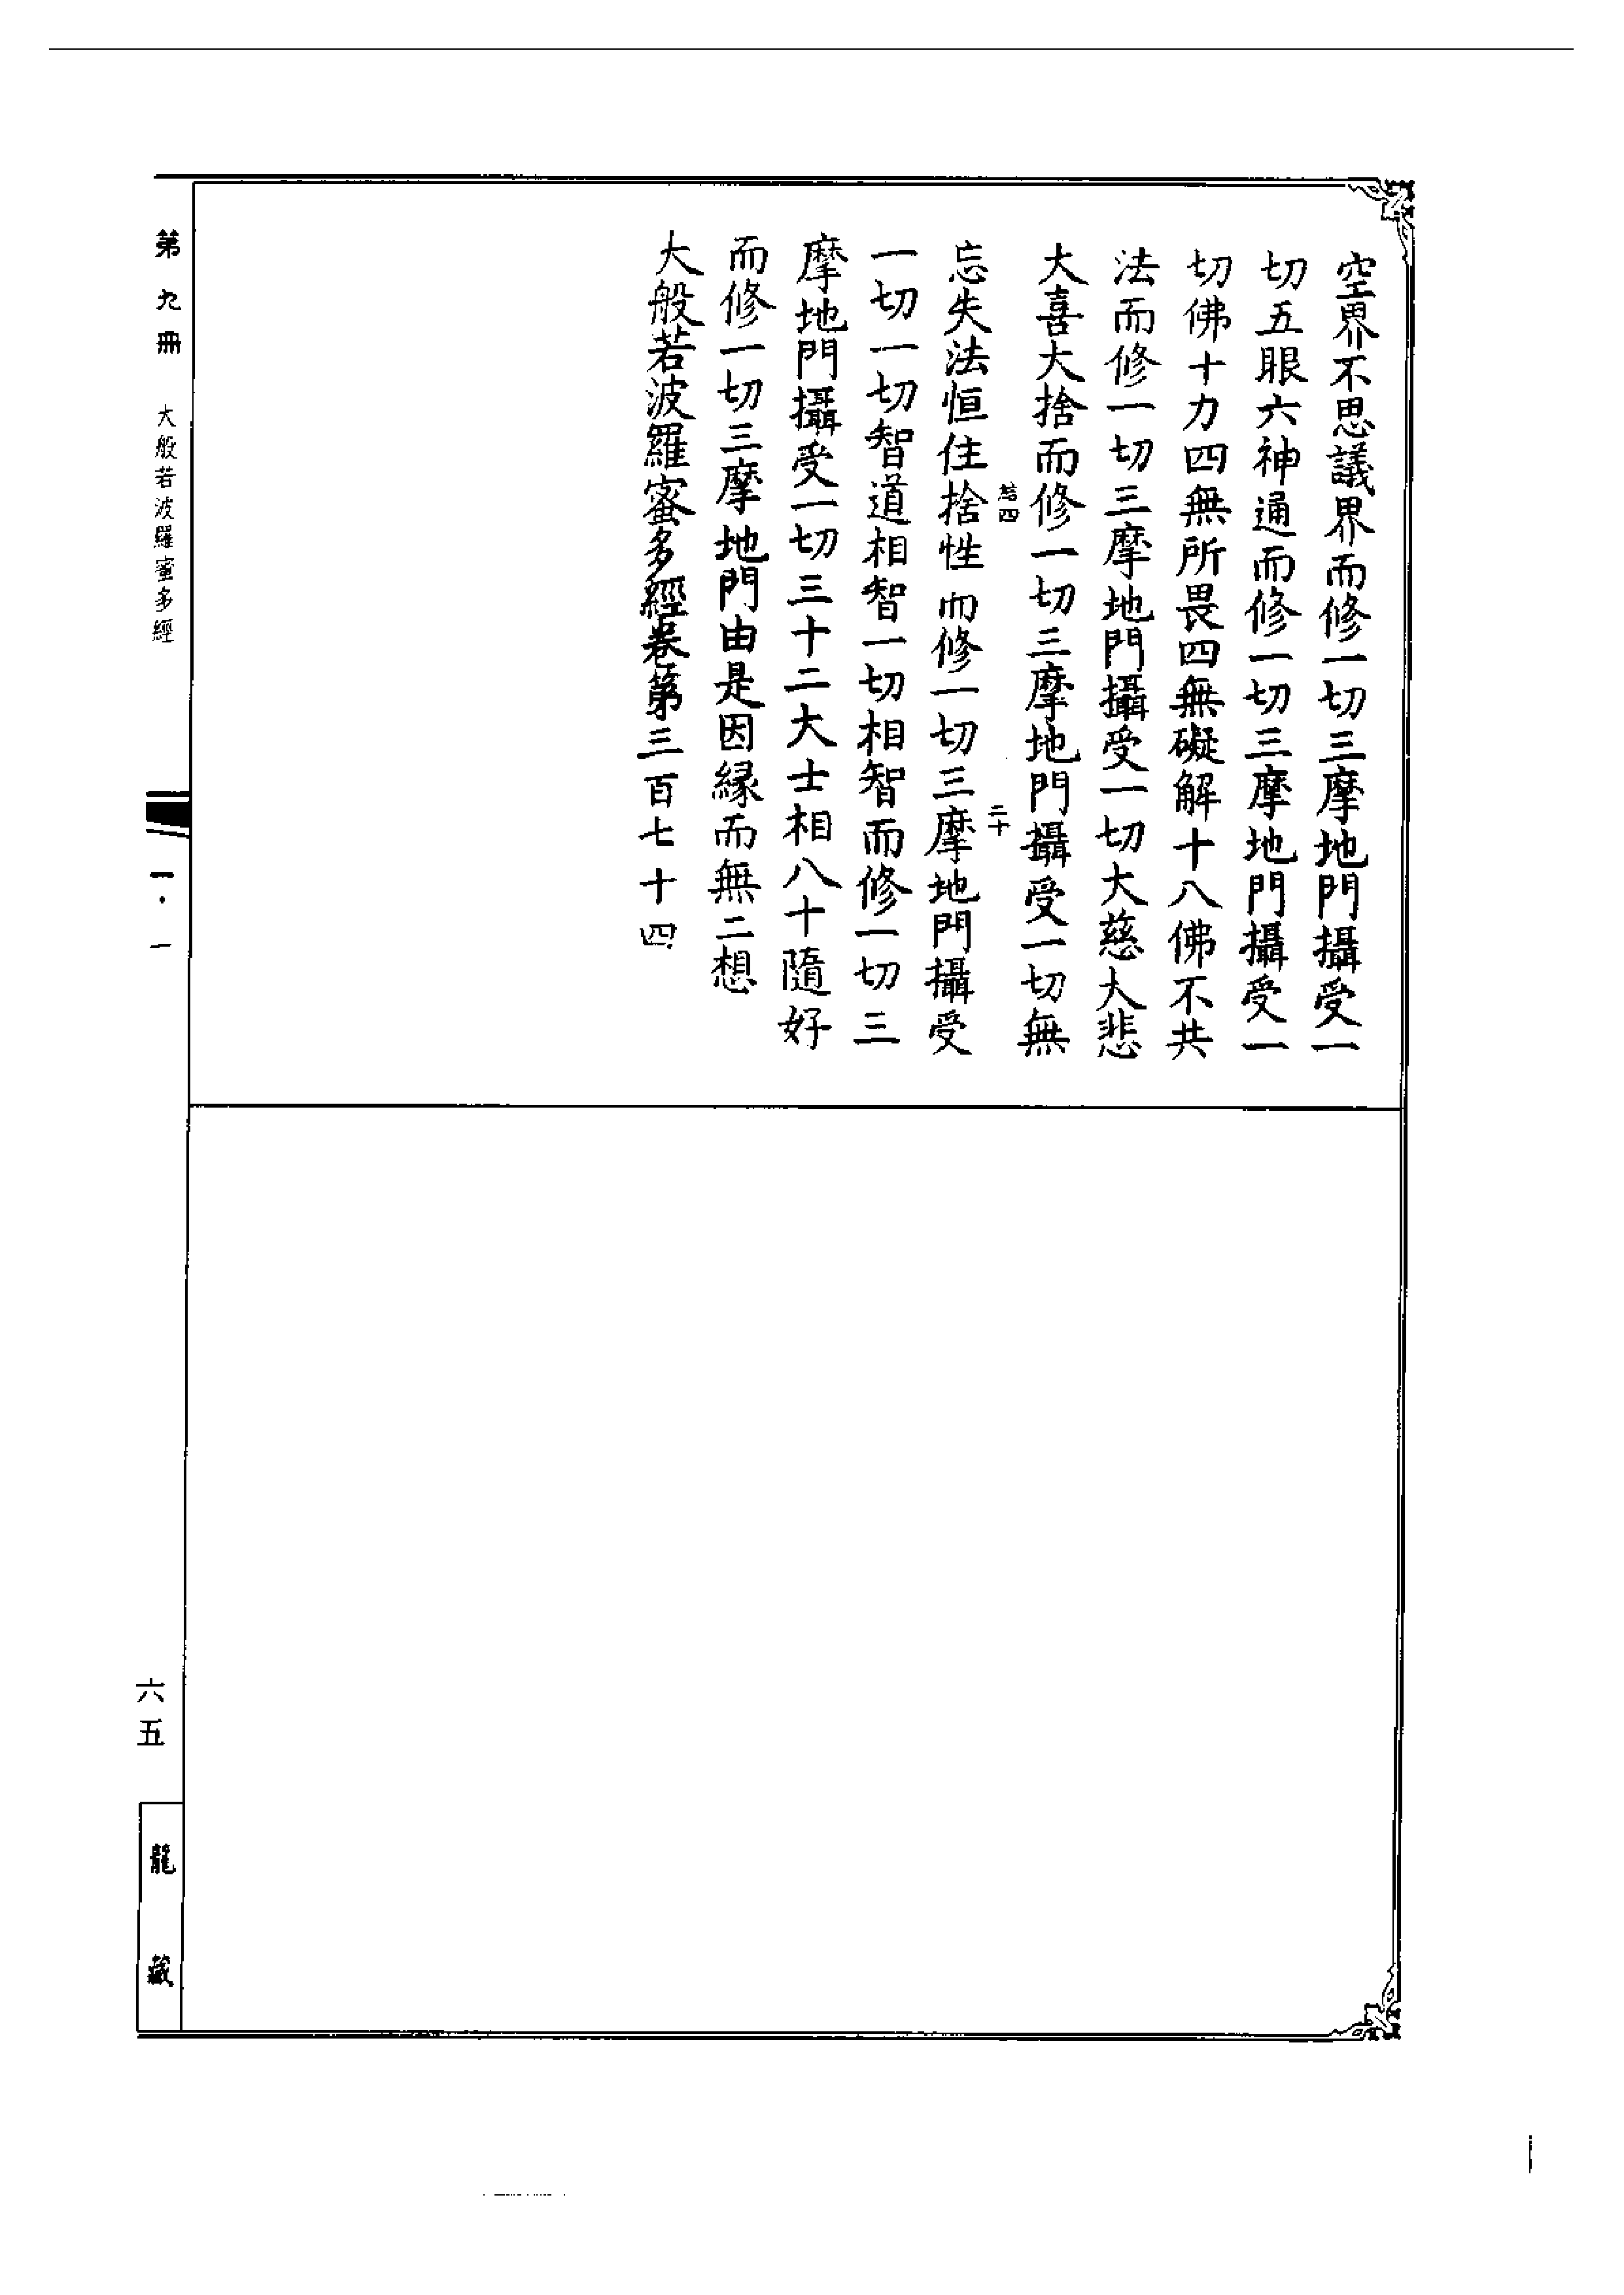 空界不思議界而修一切三摩地門攝受一
切五眼六神通而修一切三摩地門攝受一
切佛十力四無所畏四無礙解十八佛不共
法而修一切三摩地門攝受一切大慈大悲
大喜大捨而修一切三摩地門攝受一切無
二十
忘失法恒住捨性而修一切三摩地門攝受
一切一切智道相智一切相智而修一切三
摩地門攝受一切三十二大士相八十隨好
而修一切三摩地門由是因緣而無二想
大般若波羅蜜多經卷第三百七十四
第九冊 大般若波羅蜜多經 一·一 六五
龍藏